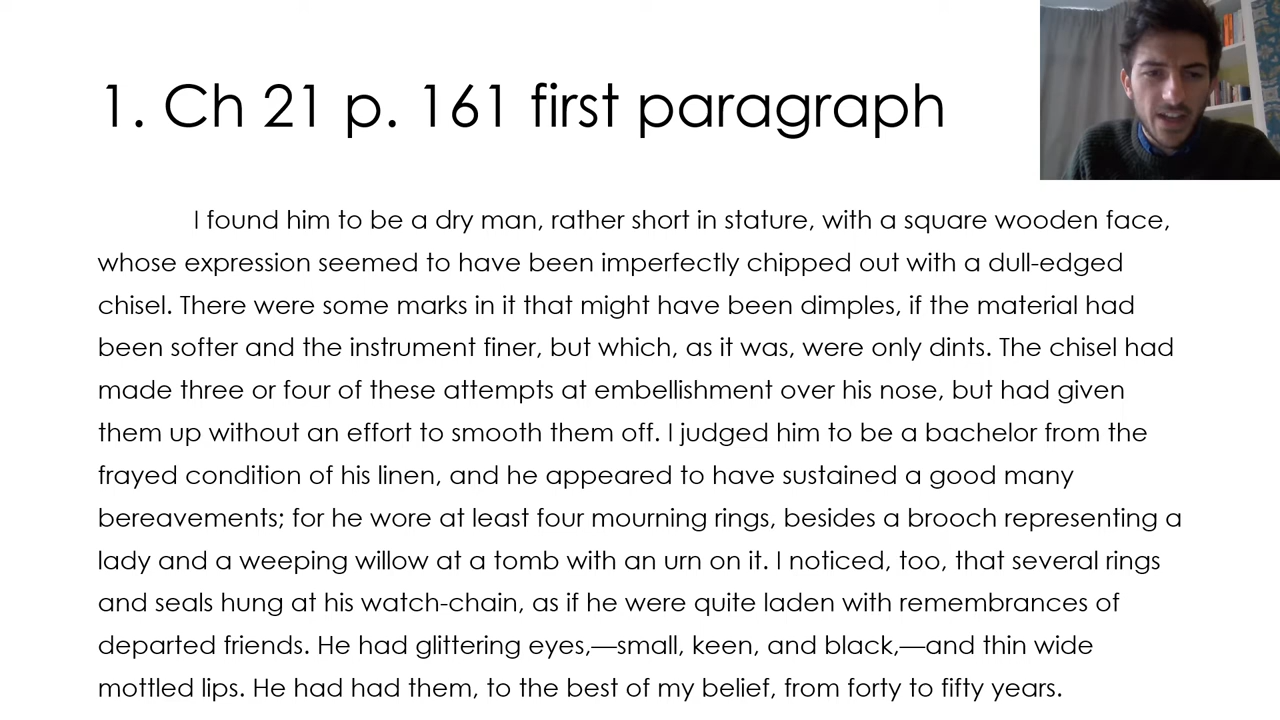 1. Ch 21 p. 161 first paragraph
I found him to be a dry man, rather short in stature, with a square wooden face,
whose expression seemed to have been imperfectly chipped out with a dull-edged
chisel. There were some marks in it that might have been dimples, if the material had
been softer and the instrument finer, but which, as it was, were only dints. The chisel had
made three or four of these attempts at embellishment over his nose, but had given
them up without an effort to smooth them off. I judged him to be a bachelor from the
frayed condition of his linen, and he appeared to have sustained a good many
bereavements; for he wore at least four mourning rings, besides a brooch representing a
lady and a weeping willow at a tomb with an urn on it. I noticed, too, that several rings
and seals hung at his watch-chain, as if he were quite laden with remembrances of
departed friends. He had glittering eyes,—small, keen, and black,—and thin wide
mottled lips. He had had them, to the best of my belief, from forty to fifty years.